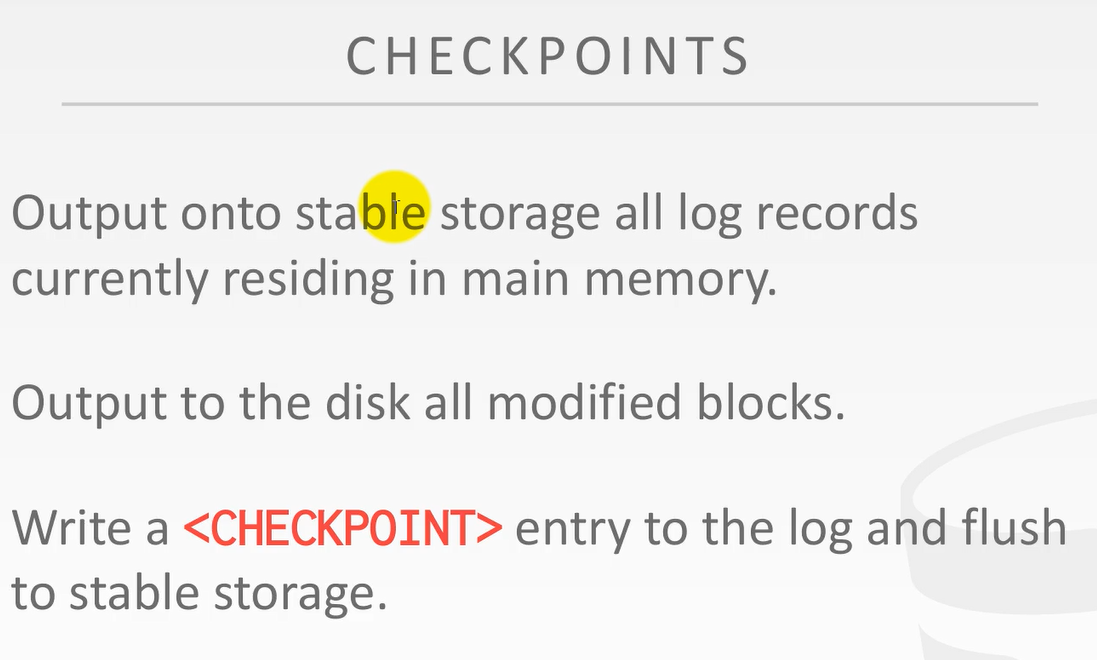 CHECKPOINTS
Output onto stable storage all log records
currently residing in main memory.
Output to the disk all modified blocks.
Write a <CHECKPOINT> entry to the log and flush
to stable storage.